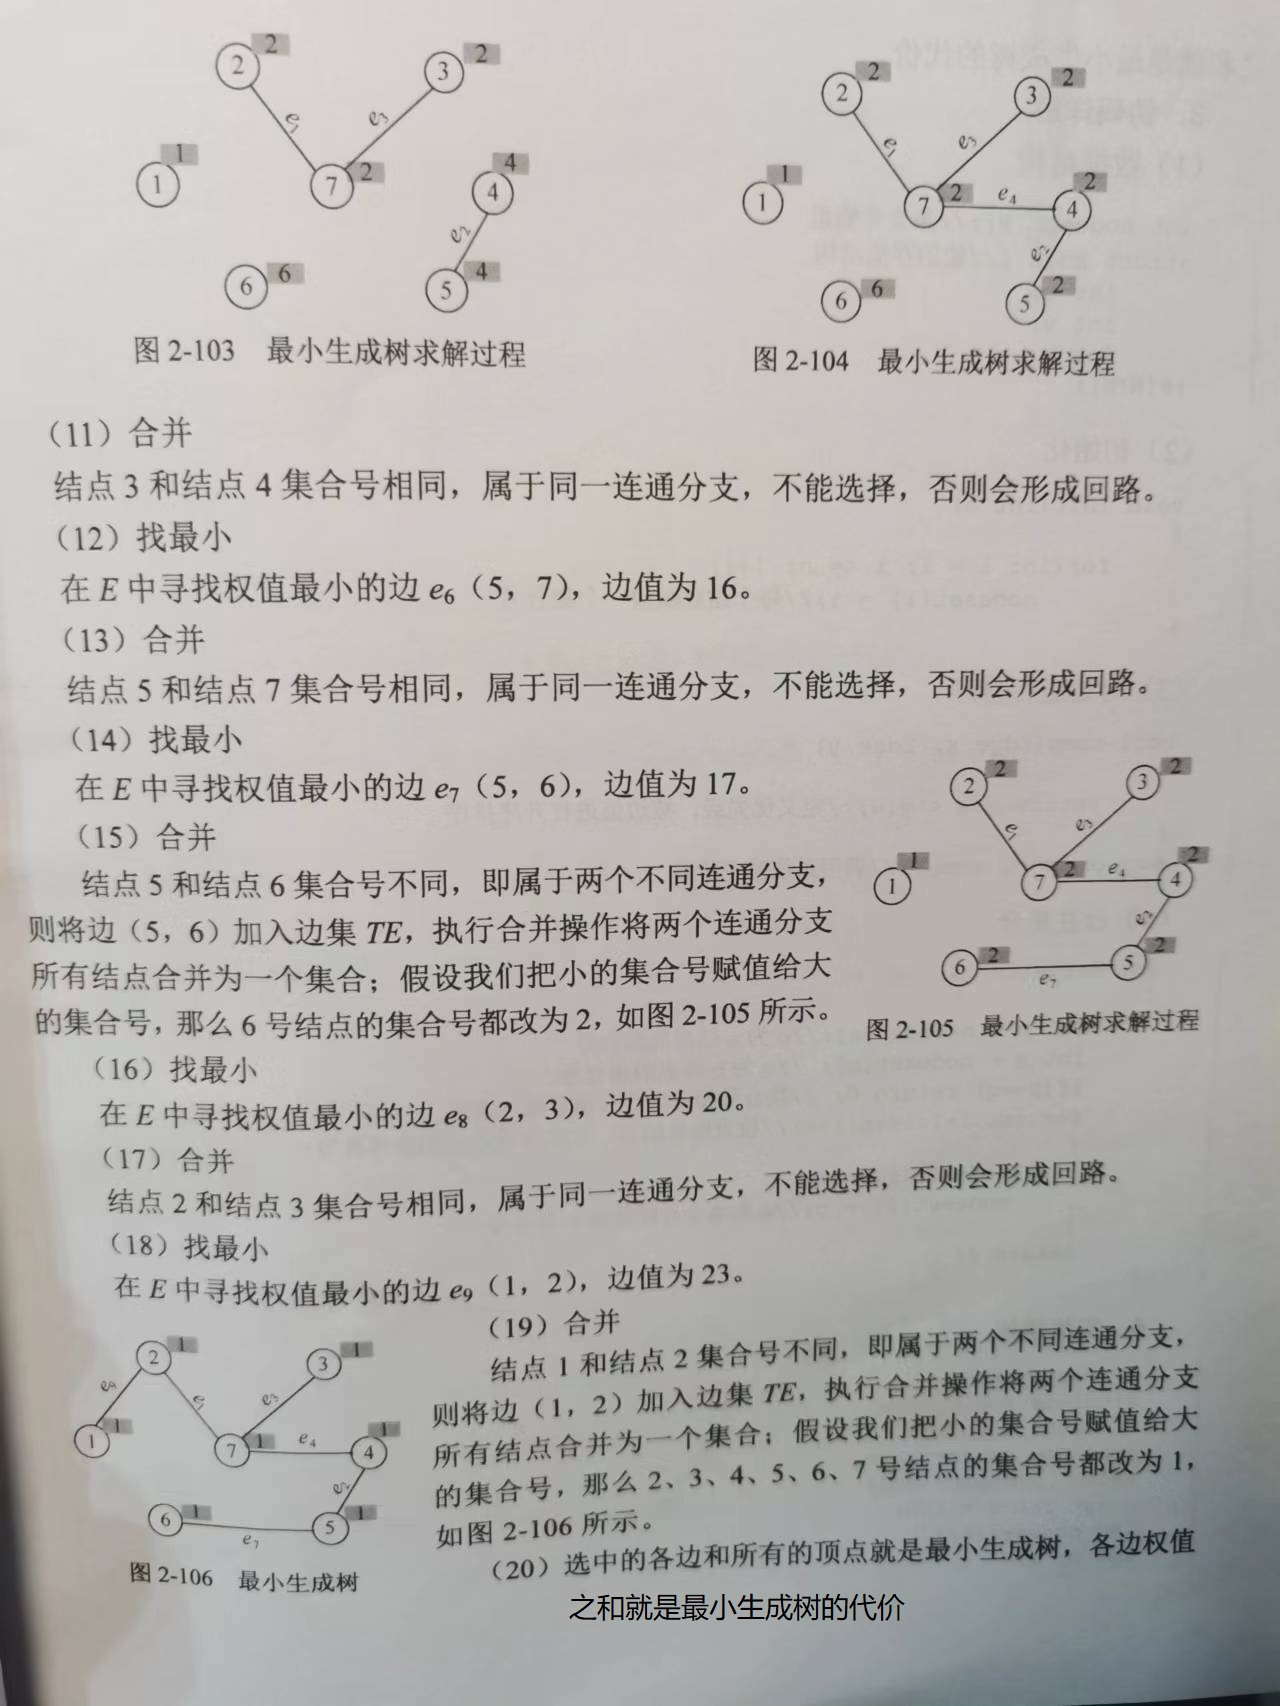 2 2
3 2
1 1
7 2
4 4
6 6
5 4
e₁
e₃
e₂
图 2-103 最小生成树求解过程
2 2
3 2
1 1
7 2
4 2
6 6
5 2
e₁
e₃
e₄
e₂
图 2-104 最小生成树求解过程
（11）合并
结点 3 和结点 4 集合号相同，属于同一连通分支，不能选择，否则会形成回路。
（12）找最小
在 E 中寻找权值最小的边 e₆（5，7），边值为 16。
（13）合并
结点 5 和结点 7 集合号相同，属于同一连通分支，不能选择，否则会形成回路。
（14）找最小
在 E 中寻找权值最小的边 e₇（5，6），边值为 17。
（15）合并
结点 5 和结点 6 集合号不同，即属于两个不同连通分支，
则将边（5，6）加入边集 TE，执行合并操作将两个连通分支
所有结点合并为一个集合；假设我们把小的集合号赋值给大
的集合号，那么 6 号结点的集合号都改为 2，如图 2-105 所示。
2 2
3 2
1 1
7 2
4 2
6 2
5 2
e₁
e₃
e₄
e₂
e₇
图 2-105 最小生成树求解过程
（16）找最小
在 E 中寻找权值最小的边 e₈（2，3），边值为 20。
（17）合并
结点 2 和结点 3 集合号相同，属于同一连通分支，不能选择，否则会形成回路。
（18）找最小
在 E 中寻找权值最小的边 e₉（1，2），边值为 23。
（19）合并
结点 1 和结点 2 集合号不同，即属于两个不同连通分支，
则将边（1，2）加入边集 TE，执行合并操作将两个连通分支
所有结点合并为一个集合；假设我们把小的集合号赋值给大
的集合号，那么 2、3、4、5、6、7 号结点的集合号都改为 1，
如图 2-106 所示。
2 1
3 1
1 1
7 1
4 1
6 1
5 1
e₉
e₁
e₃
e₄
e₂
e₇
图 2-106 最小生成树
（20）选中的各边和所有的顶点就是最小生成树，各边权值
之和就是最小生成树的代价